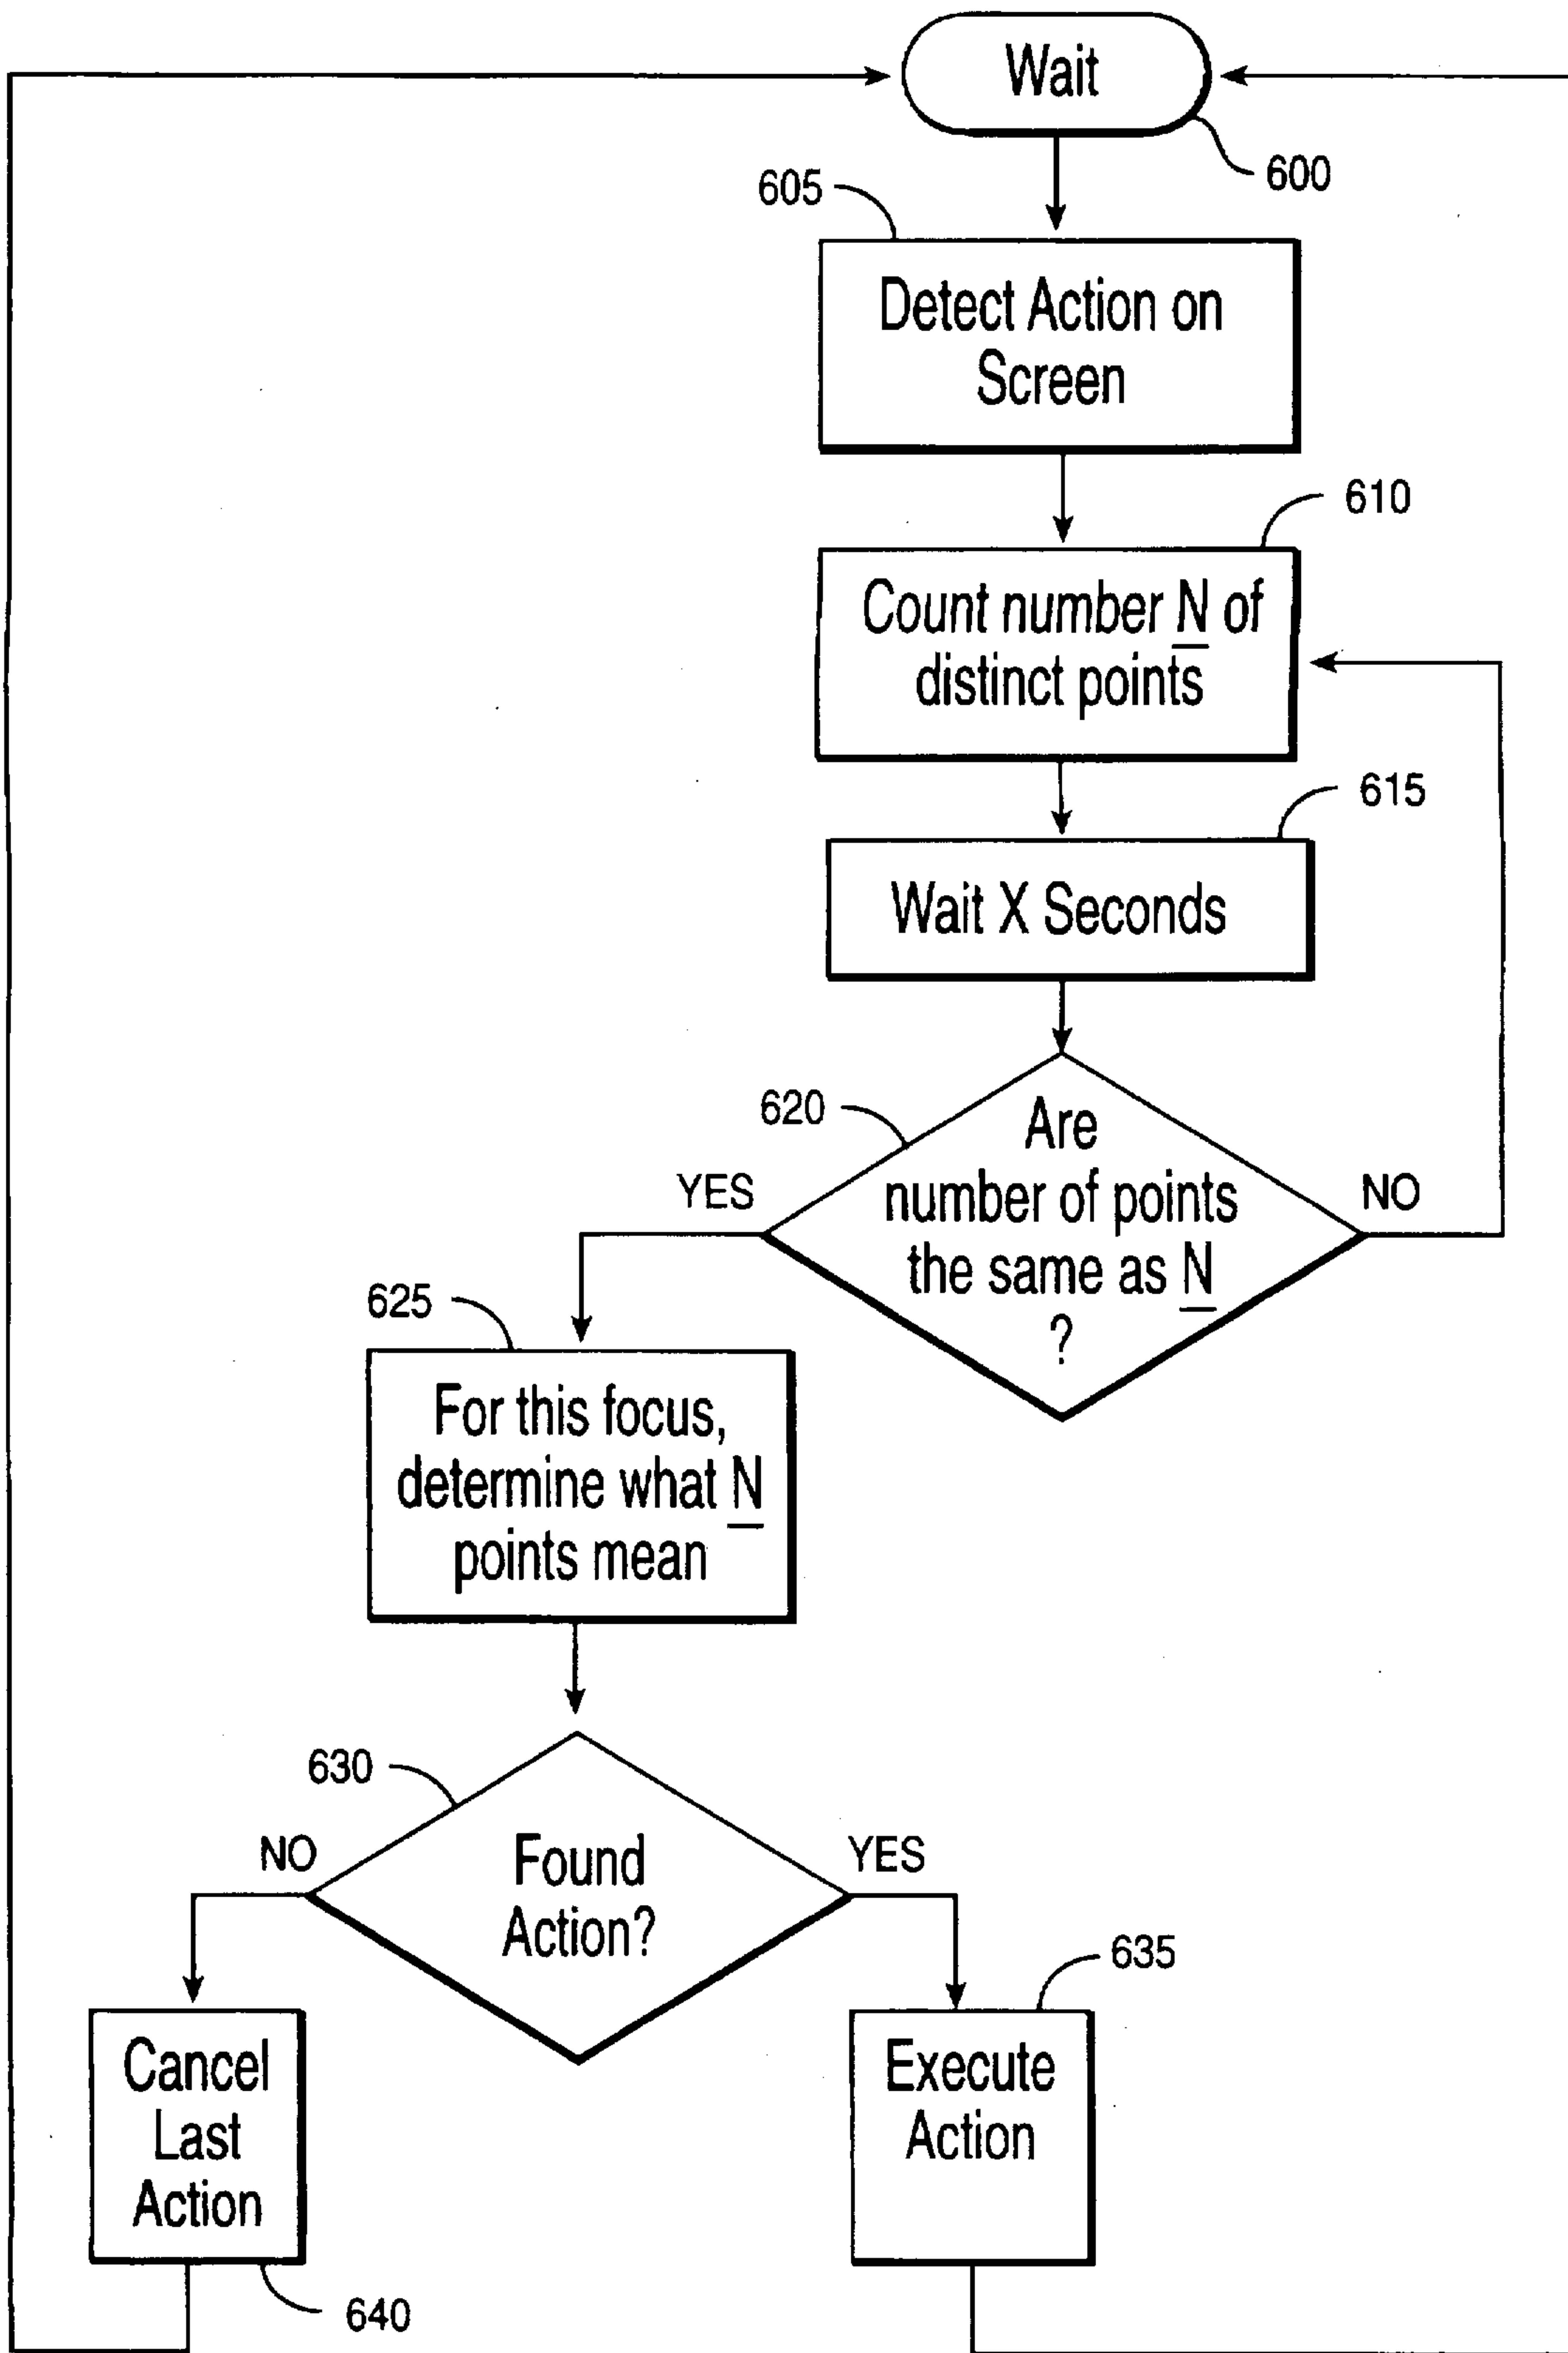 Wait
600
605
Detect Action on
Screen
610
Count number N of
distinct points
615
Wait X Seconds
620
Are
number of points
the same as N
?
YES
NO
625
For this focus,
determine what N
points mean
630
Found
Action?
NO
YES
635
Cancel
Last
Action
Execute
Action
640